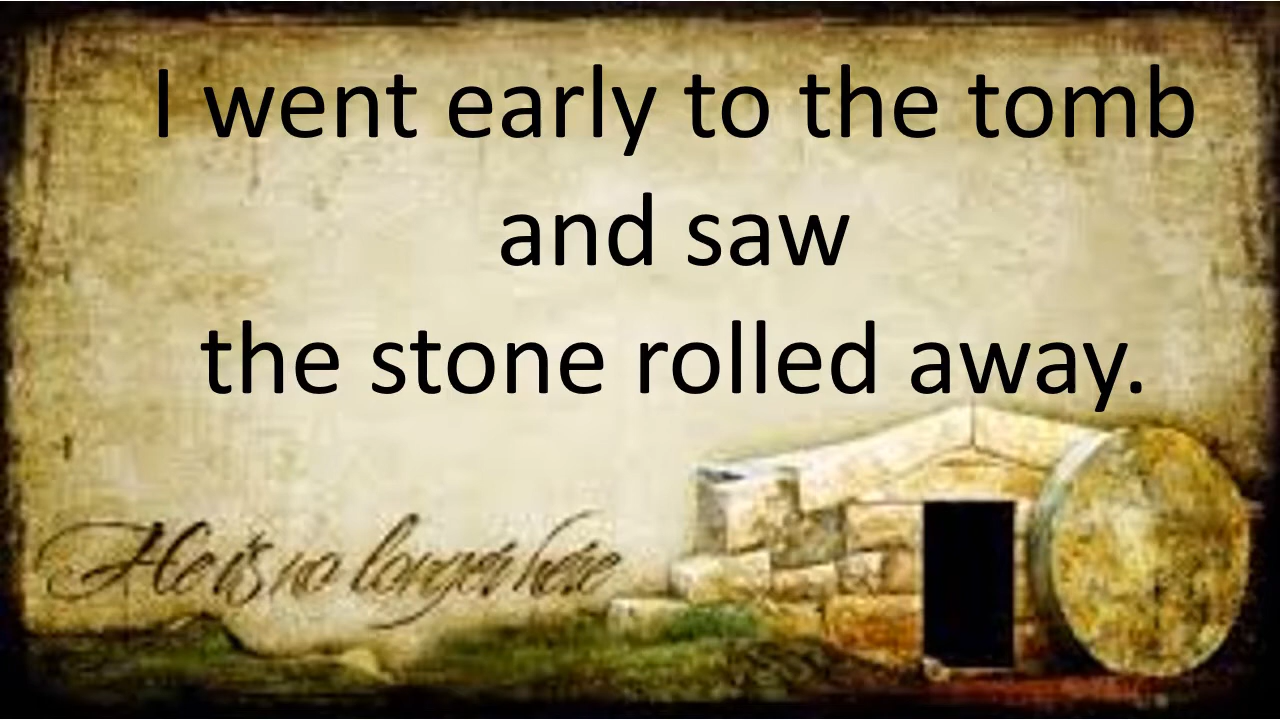 I went early to the tomb
and saw
the stone rolled away.
He is no longer here